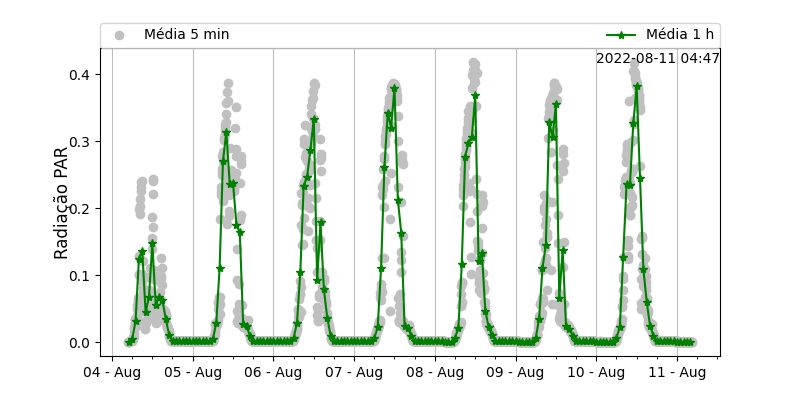 Média 5 min
Média 1 h
2022-08-11 04:47
Radiação PAR
0.4
0.3
0.2
0.1
0.0
04 - Aug
05 - Aug
06 - Aug
07 - Aug
08 - Aug
09 - Aug
10 - Aug
11 - Aug